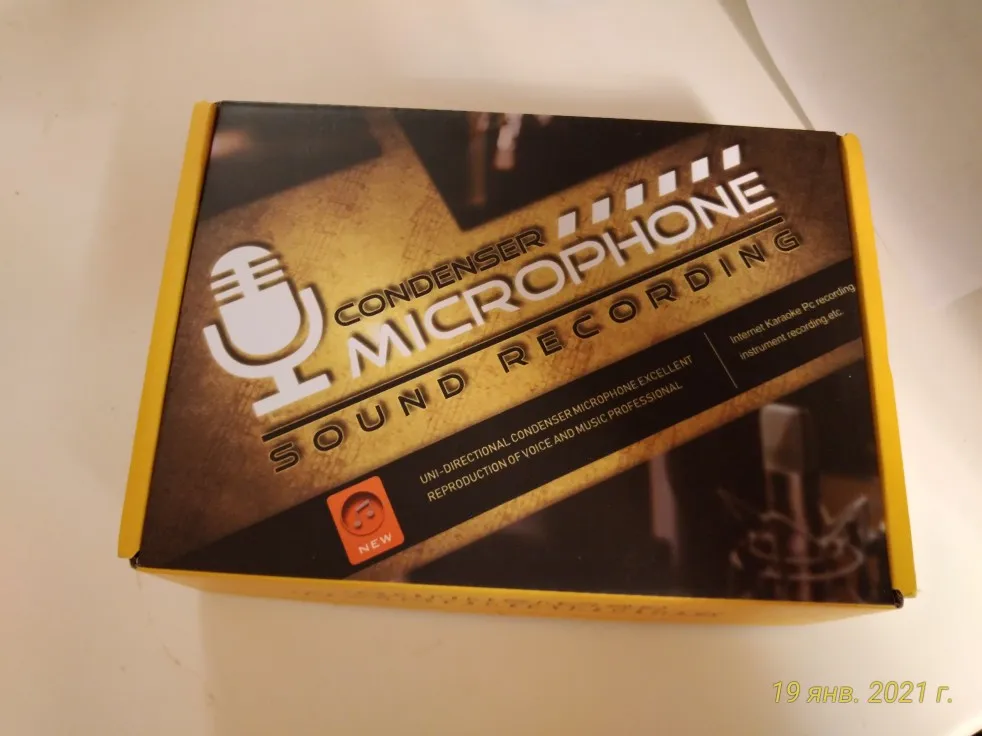 CONDENSER
MICROPHONE
SOUND RECORDING
UNI-DIRECTIONAL CONDENSER MICROPHONE EXCELLENT
REPRODUCTION OF VOICE AND MUSIC PROFESSIONAL
Internet Karaoke Pc recording
instrument recording,etc.
NEW
19 янв. 2021 г.